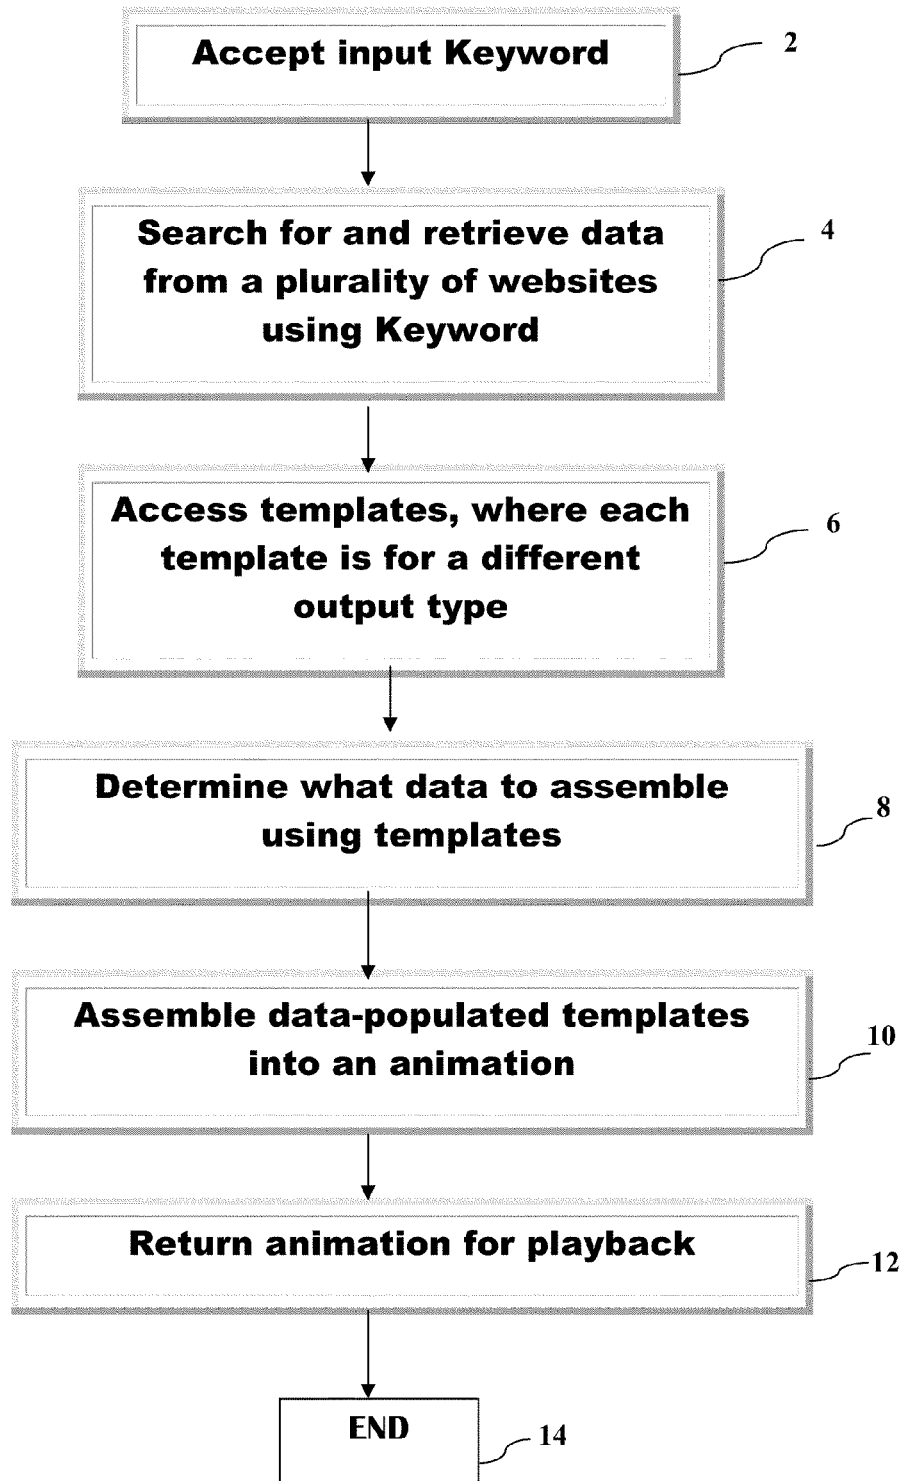 Accept input Keyword
2
Search for and retrieve data
from a plurality of websites
using Keyword
4
Access templates, where each
template is for a different
output type
6
Determine what data to assemble
using templates
8
Assemble data-populated templates
into an animation
10
Return animation for playback
12
END
14